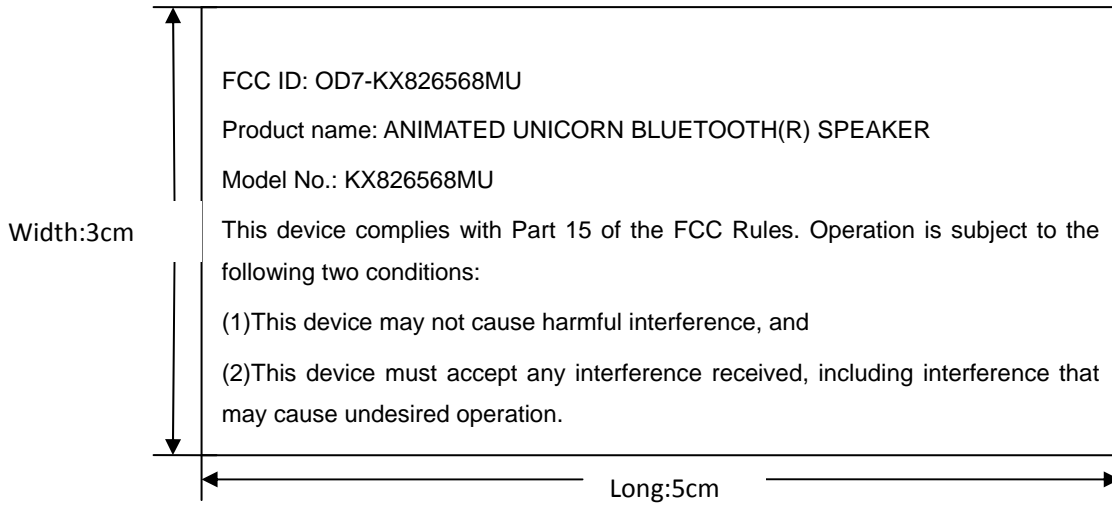 FCC ID: OD7-KX826568MU
Product name: ANIMATED UNICORN BLUETOOTH(R) SPEAKER
Model No.: KX826568MU
Width:3cm
This device complies with Part 15 of the FCC Rules. Operation is subject to the
following two conditions:
(1)This device may not cause harmful interference, and
(2)This device must accept any interference received, including interference that
may cause undesired operation.
Long:5cm